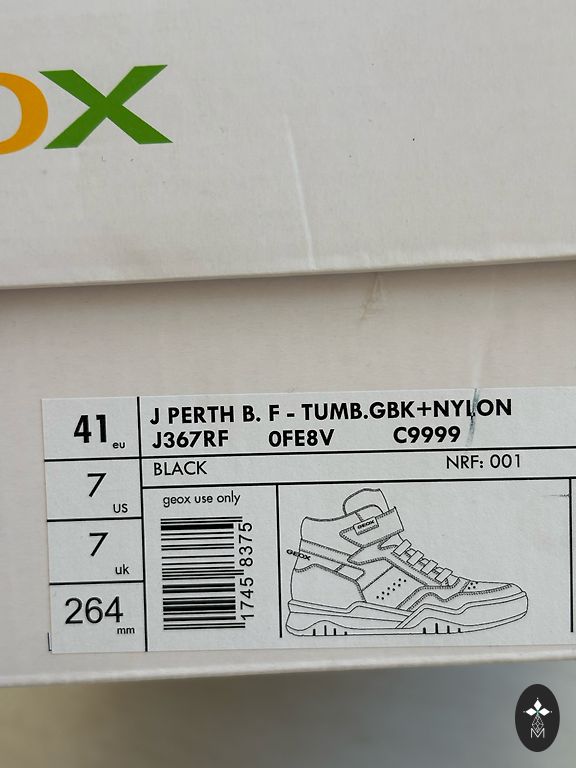 OX
41 eu
J PERTH B. F - TUMB.GBK+NYLON
J367RF 0FE8V C9999
BLACK NRF: 001
7 US
geox use only
7 uk
1745 8375
GEOX
GEOX
264 mm
M